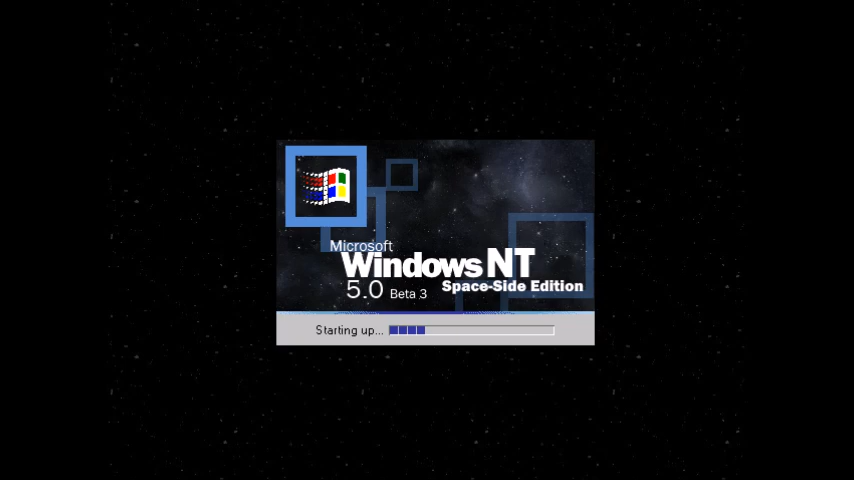 Microsoft
Windows NT
Space-Side Edition
5.0 Beta 3
Starting up...